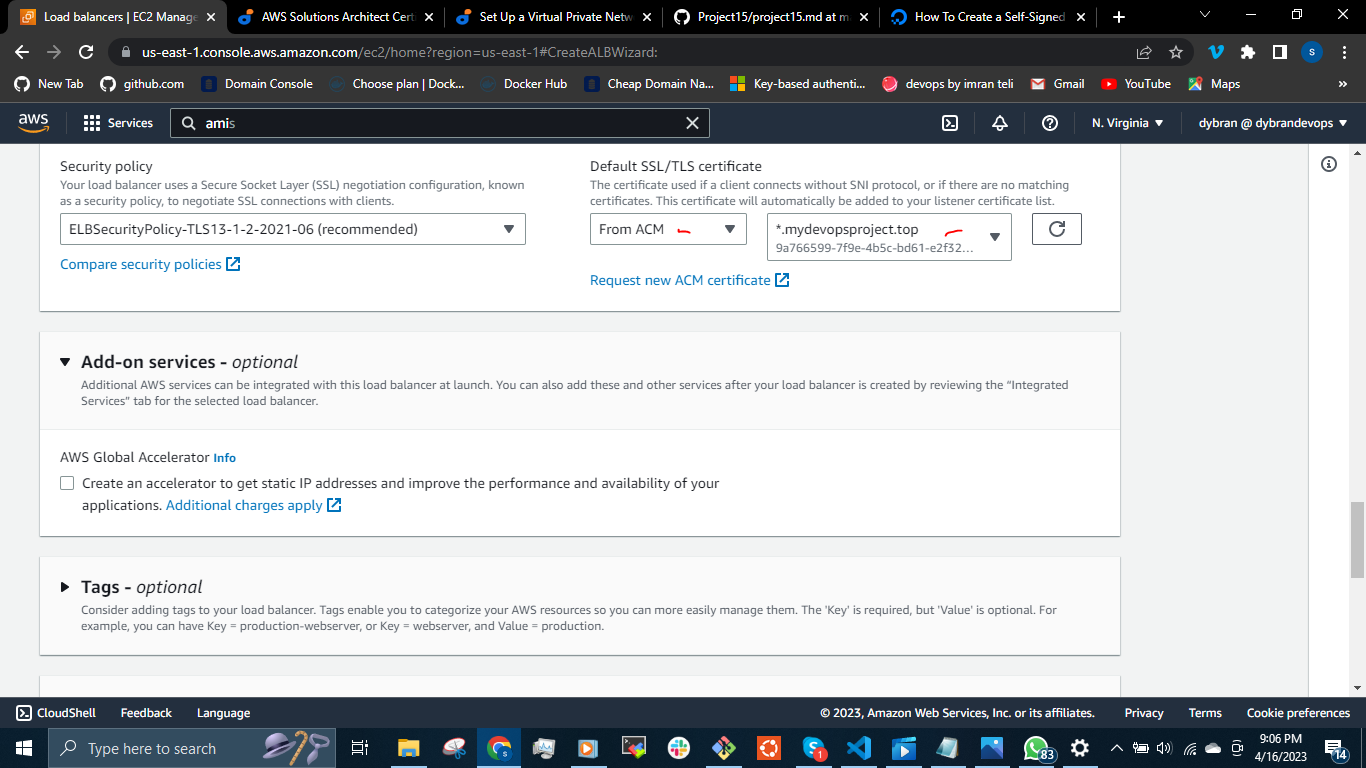 Load balancers | EC2 Manage
AWS Solutions Architect Cert
Set Up a Virtual Private Netw
Project15/project15.md at ma
How To Create a Self-Signed
us-east-1.console.aws.amazon.com/ec2/home?region=us-east-1#CreateALBWizard:
S
New Tab
github.com
Domain Console
Choose plan | Dock...
Docker Hub
Cheap Domain Na...
Key-based authenti...
devops by imran teli
Gmail
YouTube
Maps
»
aws
Services
amis
N. Virginia
dybran @ dybrandevops
Security policy
Your load balancer uses a Secure Socket Layer (SSL) negotiation configuration, known
as a security policy, to negotiate SSL connections with clients.
ELBSecurityPolicy-TLS13-1-2-2021-06 (recommended)
Compare security policies
Default SSL/TLS certificate
The certificate used if a client connects without SNI protocol, or if there are no matching
certificates. This certificate will automatically be added to your listener certificate list.
From ACM
*.mydevopsproject.top
9a766599-7f9e-4b5c-bd61-e2f32...
Request new ACM certificate
Add-on services - optional
Additional AWS services can be integrated with this load balancer at launch. You can also add these and other services after your load balancer is created by reviewing the “Integrated
Services” tab for the selected load balancer.
AWS Global Accelerator Info
Create an accelerator to get static IP addresses and improve the performance and availability of your
applications. Additional charges apply
Tags - optional
Consider adding tags to your load balancer. Tags enable you to categorize your AWS resources so you can more easily manage them. The 'Key' is required, but 'Value' is optional. For
example, you can have Key = production-webserver, or Key = webserver, and Value = production.
CloudShell
Feedback
Language
© 2023, Amazon Web Services, Inc. or its affiliates.
Privacy
Terms
Cookie preferences
Type here to search
1
83
9:06 PM
4/16/2023
14